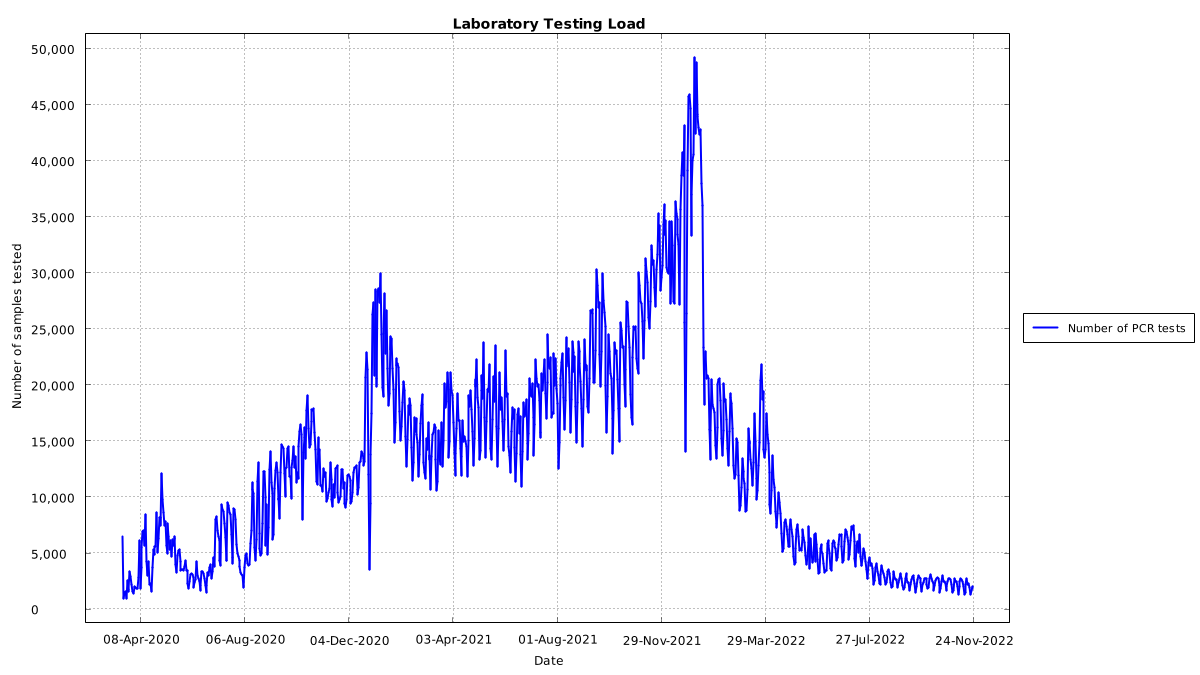 Laboratory Testing Load
50,000
45,000
40,000
35,000
30,000
25,000
20,000
15,000
10,000
5,000
0
Number of samples tested
08-Apr-2020 06-Aug-2020 04-Dec-2020 03-Apr-2021 01-Aug-2021 29-Nov-2021 29-Mar-2022 27-Jul-2022 24-Nov-2022
Date
Number of PCR tests